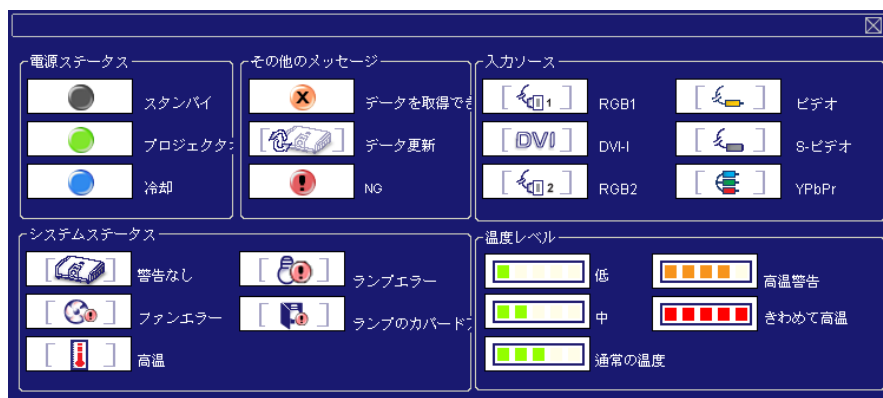 電源ステータス
スタンバイ
プロジェクタ
冷却
その他のメッセージ
データを取得でき
データ更新
NG
入力ソース
1
RGB1
ビデオ
DVI
DVI-I
S-ビデオ
2
RGB2
YPbPr
システムステータス
警告なし
ランプエラー
ファンエラー
ランプのカバード
高温
温度レベル
低
高温警告
中
きわめて高温
通常の温度